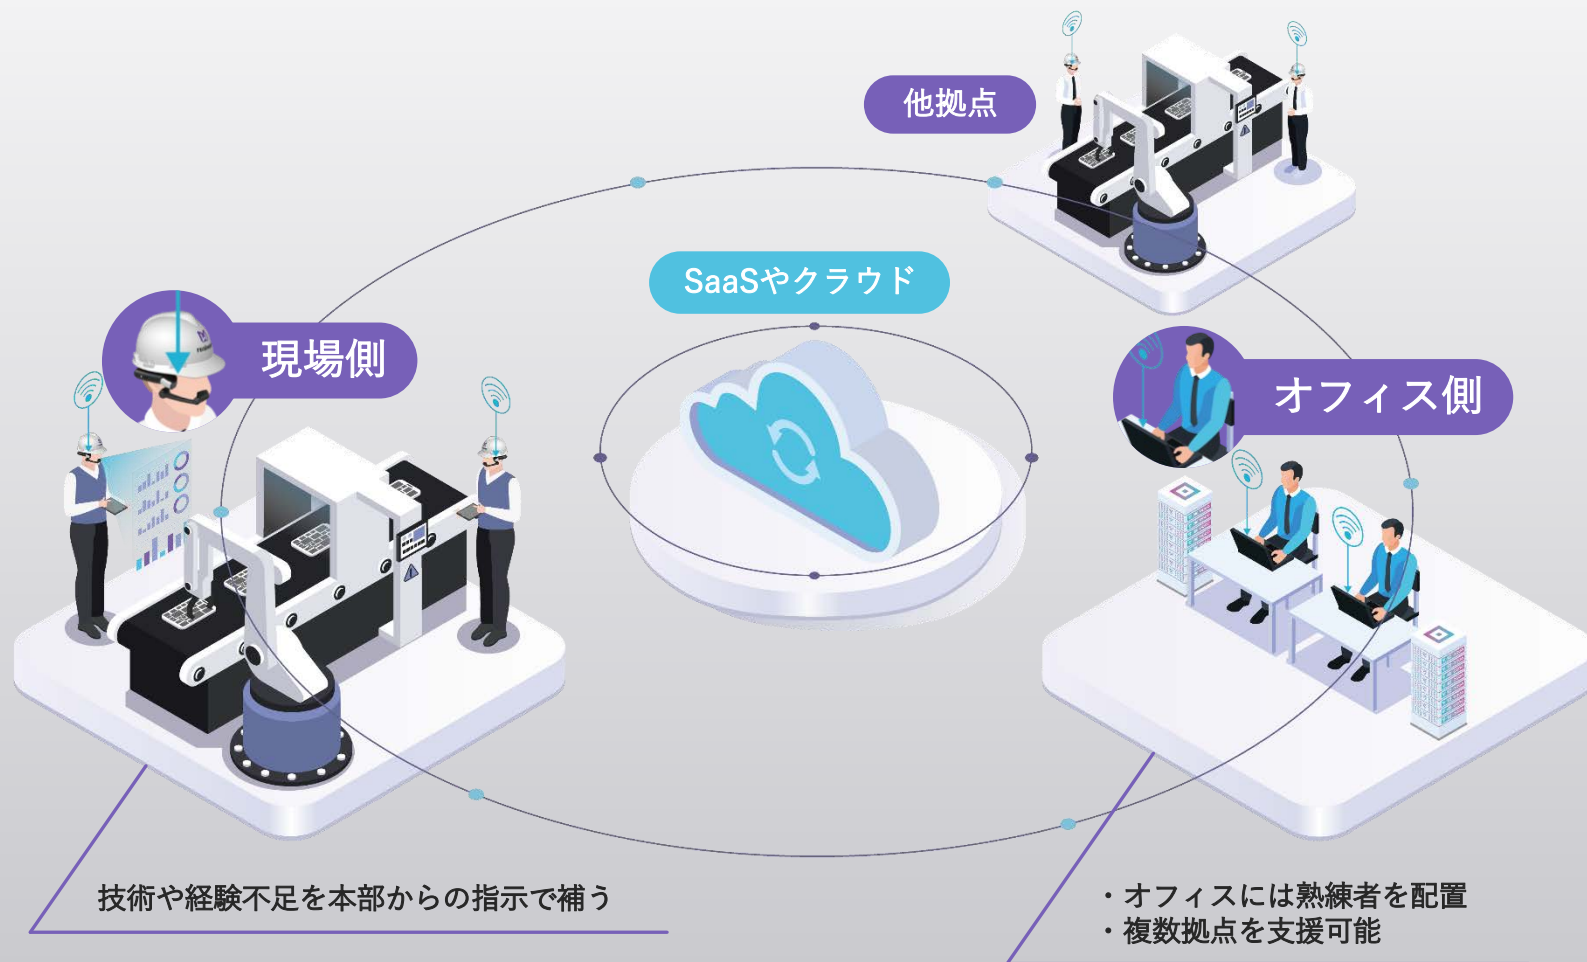 他拠点
SaaSやクラウド
現場側
オフィス側
技術や経験不足を本部からの指示で補う
・オフィスには熟練者を配置
・複数拠点を支援可能